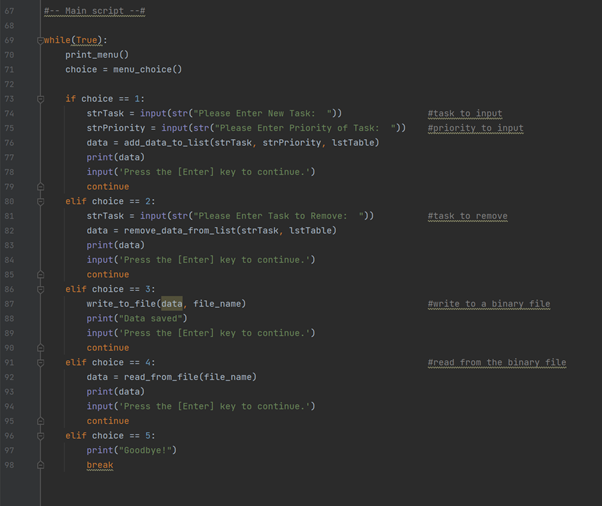 67 #-- Main script --#
68
69 while(True):
70     print_menu()
71     choice = menu_choice()
72
73     if choice == 1:
74         strTask = input(str("Please Enter New Task:  "))                #task to input
75         strPriority = input(str("Please Enter Priority of Task:  "))    #priority to input
76         data = add_data_to_list(strTask, strPriority, lstTable)
77         print(data)
78         input('Press the [Enter] key to continue.')
79         continue
80     elif choice == 2:
81         strTask = input(str("Please Enter Task to Remove:  "))          #task to remove
82         data = remove_data_from_list(strTask, lstTable)
83         print(data)
84         input('Press the [Enter] key to continue.')
85         continue
86     elif choice == 3:
87         write_to_file(data, file_name)                                  #write to a binary file
88         print("Data saved")
89         input('Press the [Enter] key to continue.')
90         continue
91     elif choice == 4:                                                   #read from the binary file
92         data = read_from_file(file_name)
93         print(data)
94         input('Press the [Enter] key to continue.')
95         continue
96     elif choice == 5:
97         print("Goodbye!")
98         break